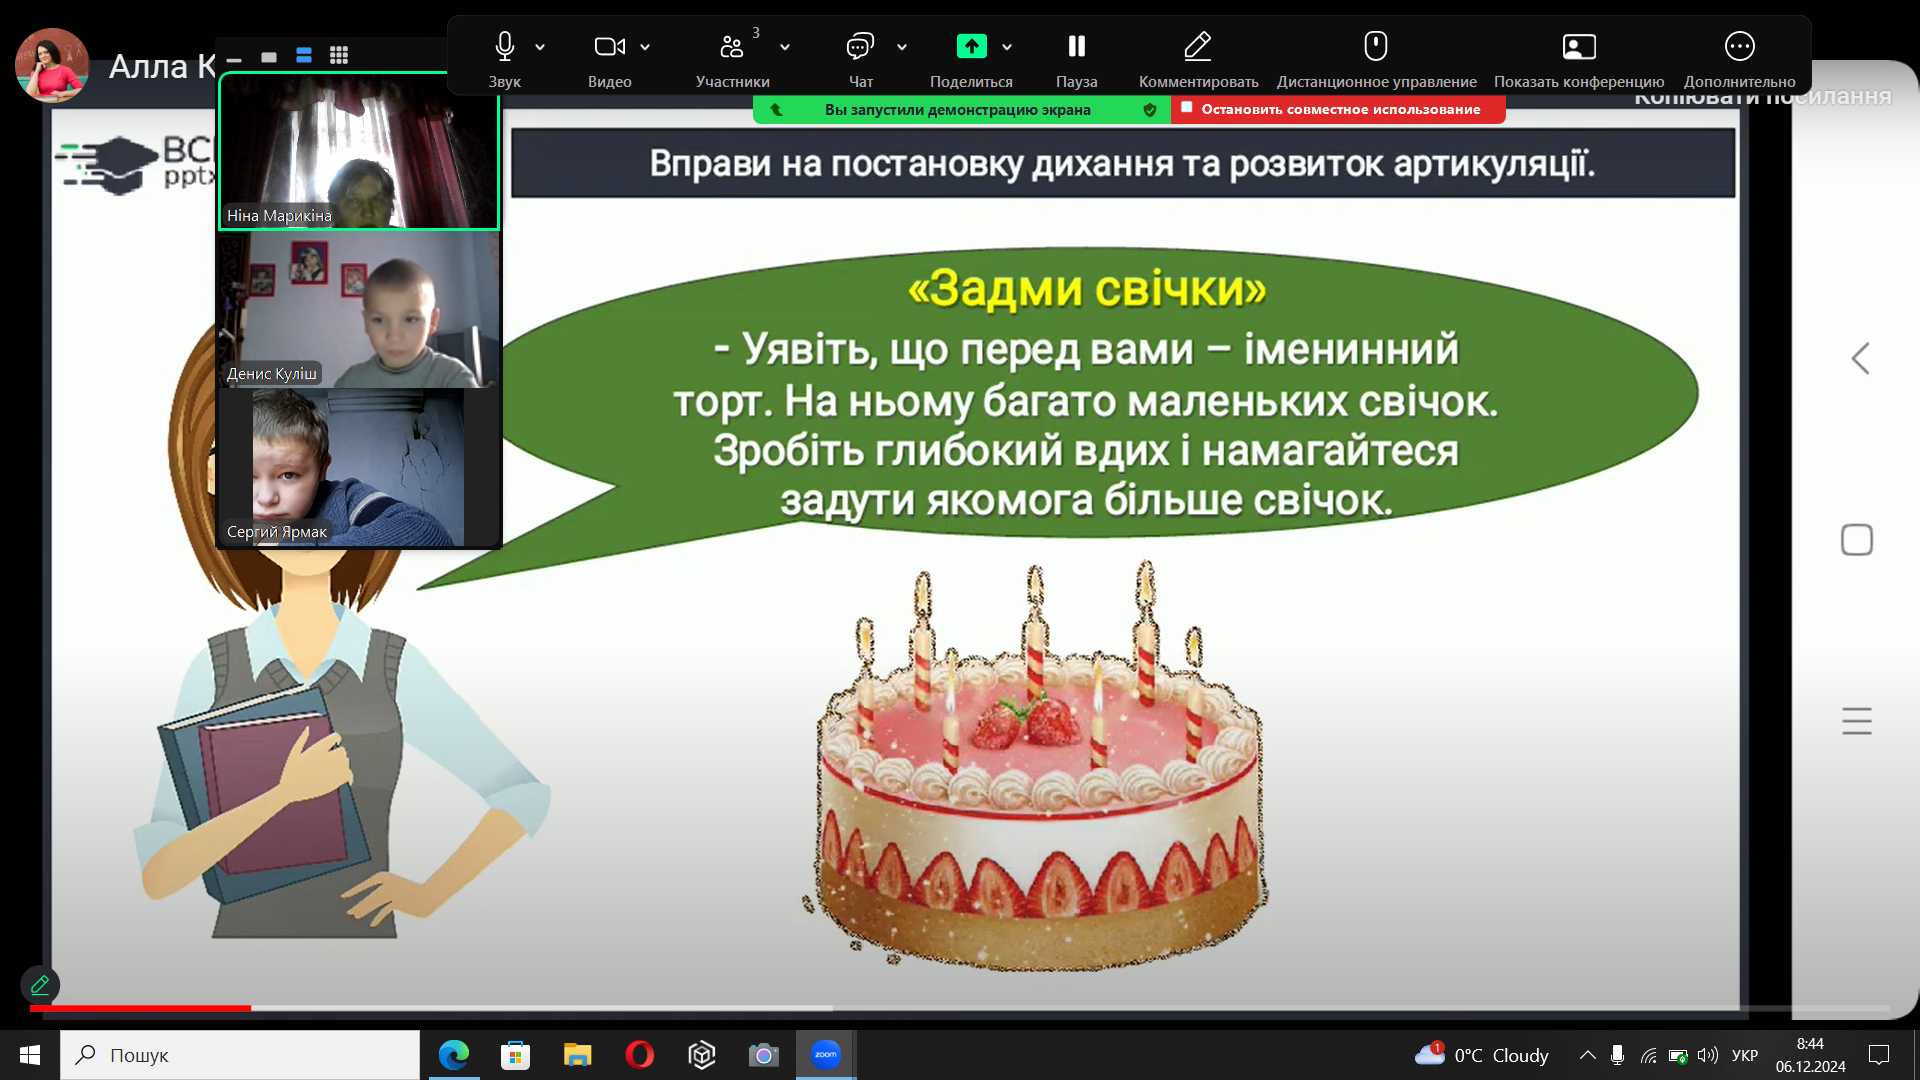 Алла К
3
Звук
Видео
Участники
Чат
Поделиться
Пауза
Комментировать
Дистанционное управление
Показать конференцию
Дополнительно
Вы запустили демонстрацию экрана
Остановить совместное использование
Копіювати посилання
pptx
Вправи на постановку дихання та розвиток артикуляції.
Ніна Марикіна
Денис Куліш
Сергий Ярмак
«Задми свічки»
- Уявіть, що перед вами – іменинний
торт. На ньому багато маленьких свічок.
Зробіть глибокий вдих і намагайтеся
задути якомога більше свічок.
Пошук
zoom
1
0°C Cloudy
УКР
8:44
06.12.2024